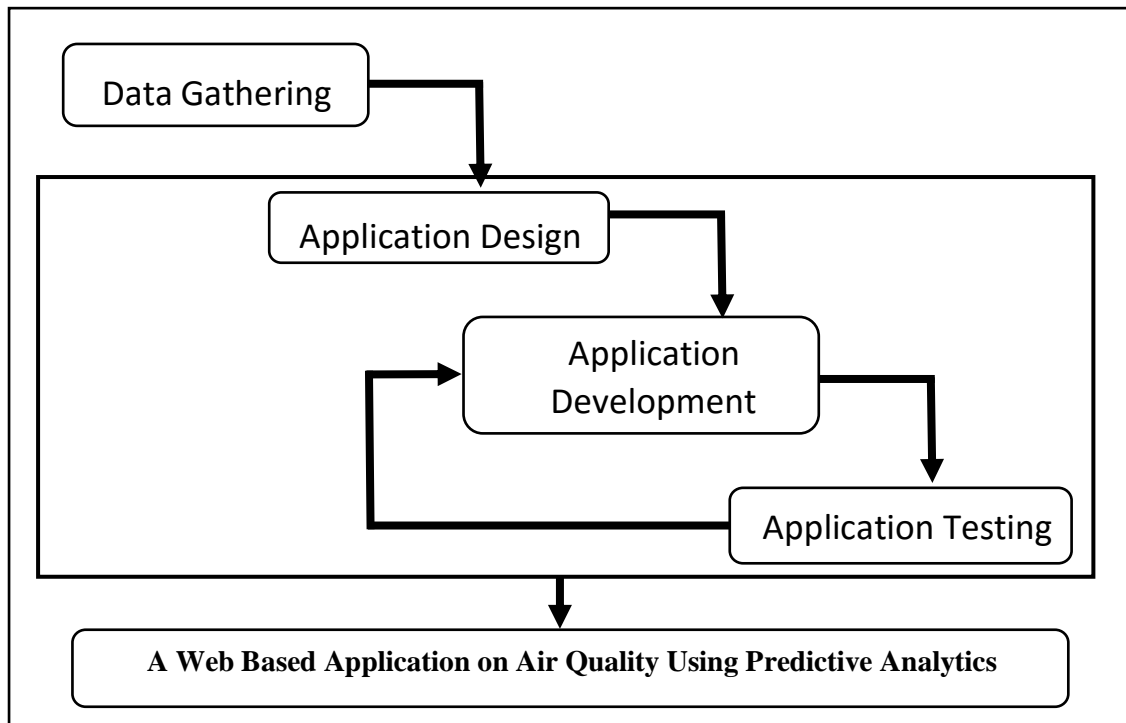 Data Gathering
Application Design
Application
Development
Application Testing
A Web Based Application on Air Quality Using Predictive Analytics